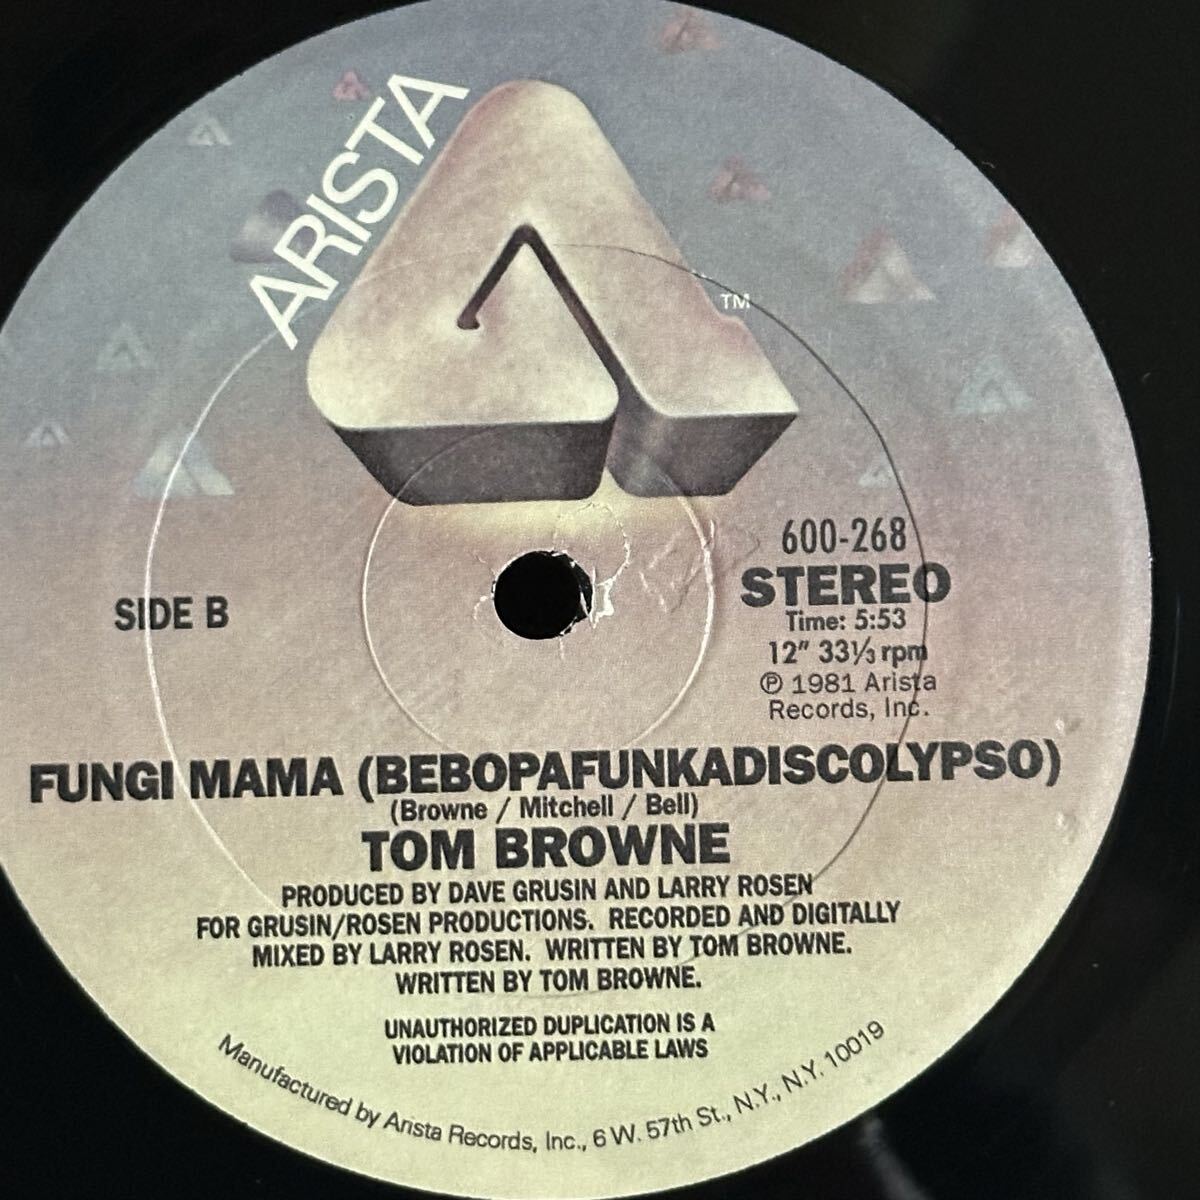 ARISTA
TM
600-268
STEREO
Time: 5:53
12" 33⅓ rpm
℗ 1981 Arista
Records, Inc.
SIDE B
FUNGI MAMA (BEBOPAFUNKADISCOLYPSO)
(Browne / Mitchell / Bell)
TOM BROWNE
PRODUCED BY DAVE GRUSIN AND LARRY ROSEN
FOR GRUSIN/ROSEN PRODUCTIONS. RECORDED AND DIGITALLY
MIXED BY LARRY ROSEN. WRITTEN BY TOM BROWNE.
WRITTEN BY TOM BROWNE.
UNAUTHORIZED DUPLICATION IS A
VIOLATION OF APPLICABLE LAWS
Manufactured by Arista Records, Inc., 6 W. 57th St., N.Y., N.Y. 10019